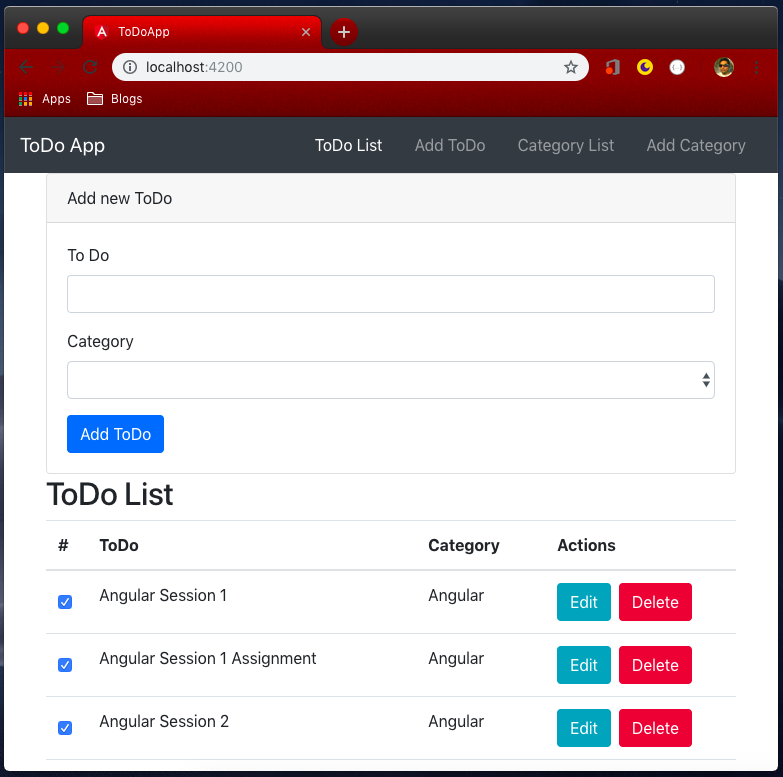 ToDoApp
localhost:4200
Apps Blogs
ToDo App ToDo List Add ToDo Category List Add Category
Add new ToDo
To Do
Category
Add ToDo
ToDo List
# ToDo Category Actions
Angular Session 1 Angular Edit Delete
Angular Session 1 Assignment Angular Edit Delete
Angular Session 2 Angular Edit Delete